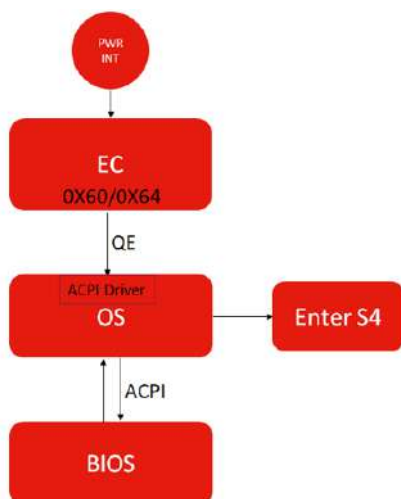 PWR
INT
EC
0X60/0X64
QE
ACPI Driver
OS
Enter S4
ACPI
BIOS